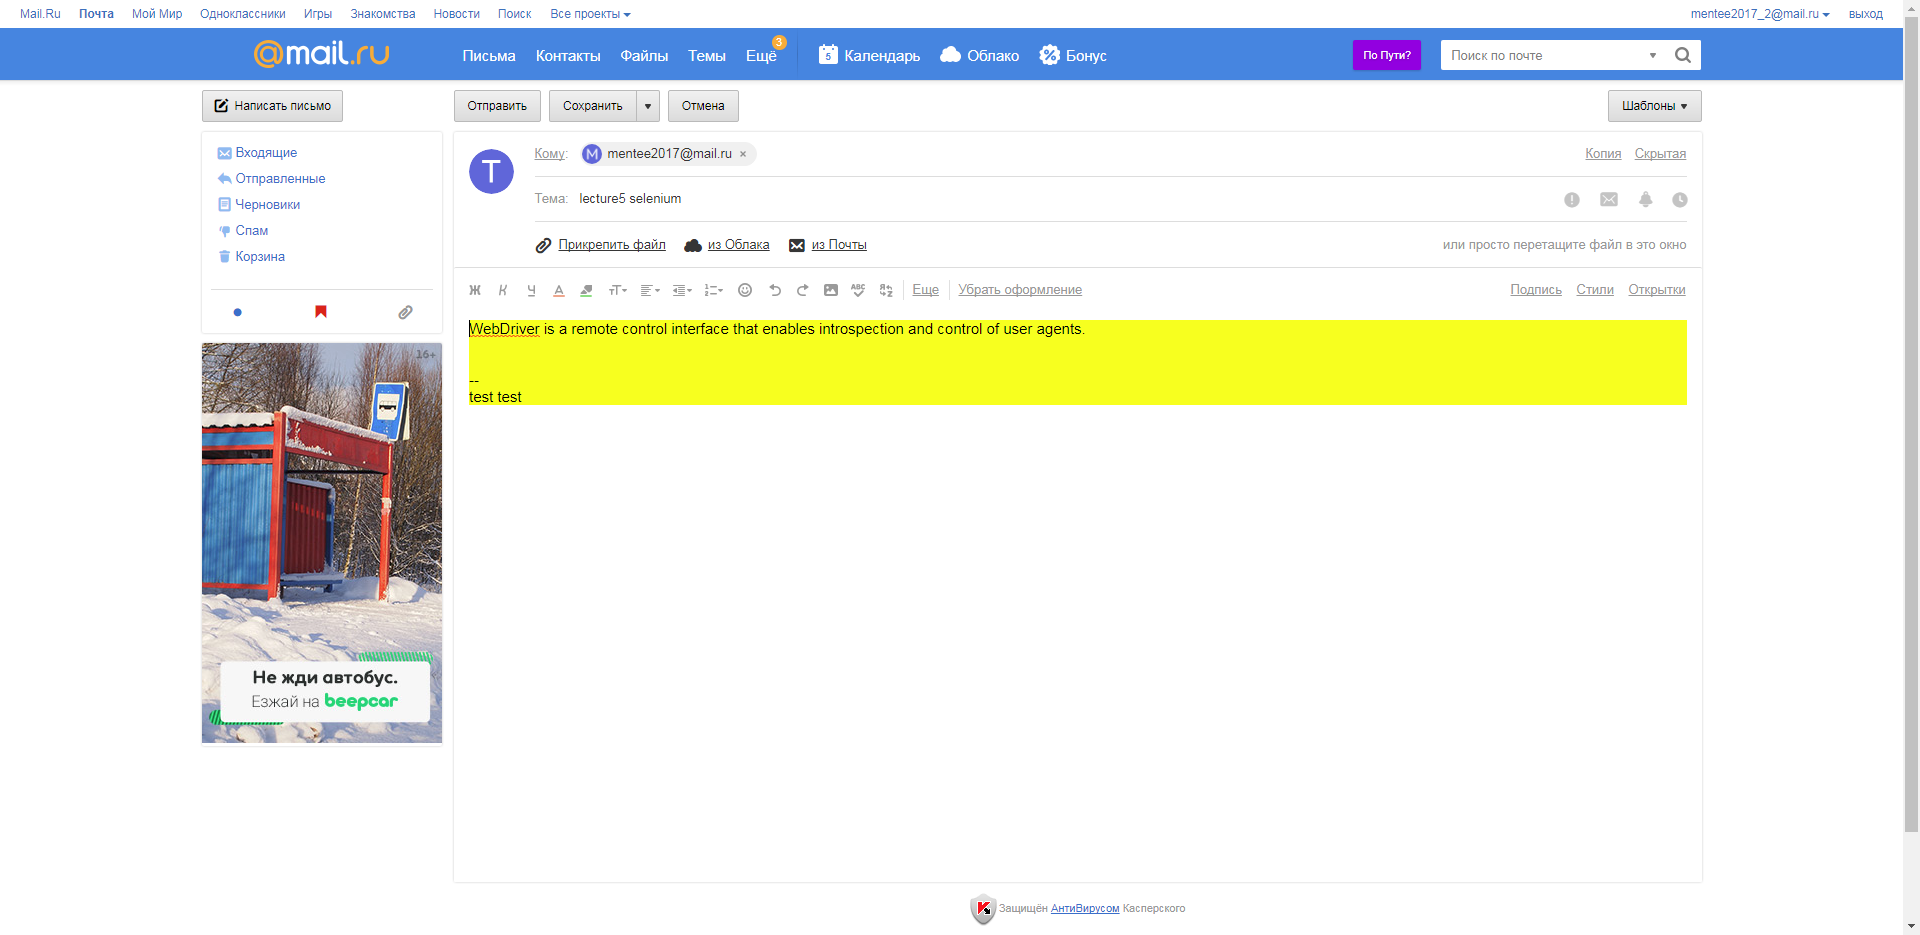 Mail.Ru Почта Мой Мир Одноклассники Игры Знакомства Новости Поиск Все проекты mentee2017_2@mail.ru выход
@mail.ru Письма Контакты Файлы Темы Ещё 3 5 Календарь Облако Бонус По Пути? Поиск по почте
Написать письмо Отправить Сохранить Отмена Шаблоны
Входящие
Отправленные
Черновики
Спам
Корзина
T Кому: M mentee2017@mail.ru × Копия Скрытая
Тема: lecture5 selenium
Прикрепить файл из Облака из Почты или просто перетащите файл в это окно
Ж К Ч А тТ ABC Еще Убрать оформление Подпись Стили Открытки
WebDriver is a remote control interface that enables introspection and control of user agents.
--
test test
16+
Не жди автобус.
Езжай на beepcar
Защищён АнтиВирусом Касперского